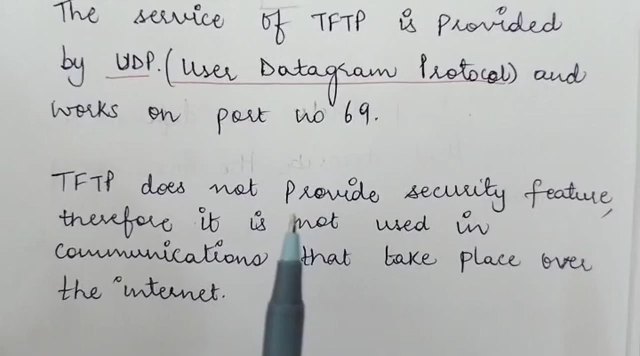 The service of TFTP is provided
by UDP. (User Datagram Protocol) and
works on port no 69.
TFTP does not provide security feature,
therefore it is not used in
communications that take place over
the internet.